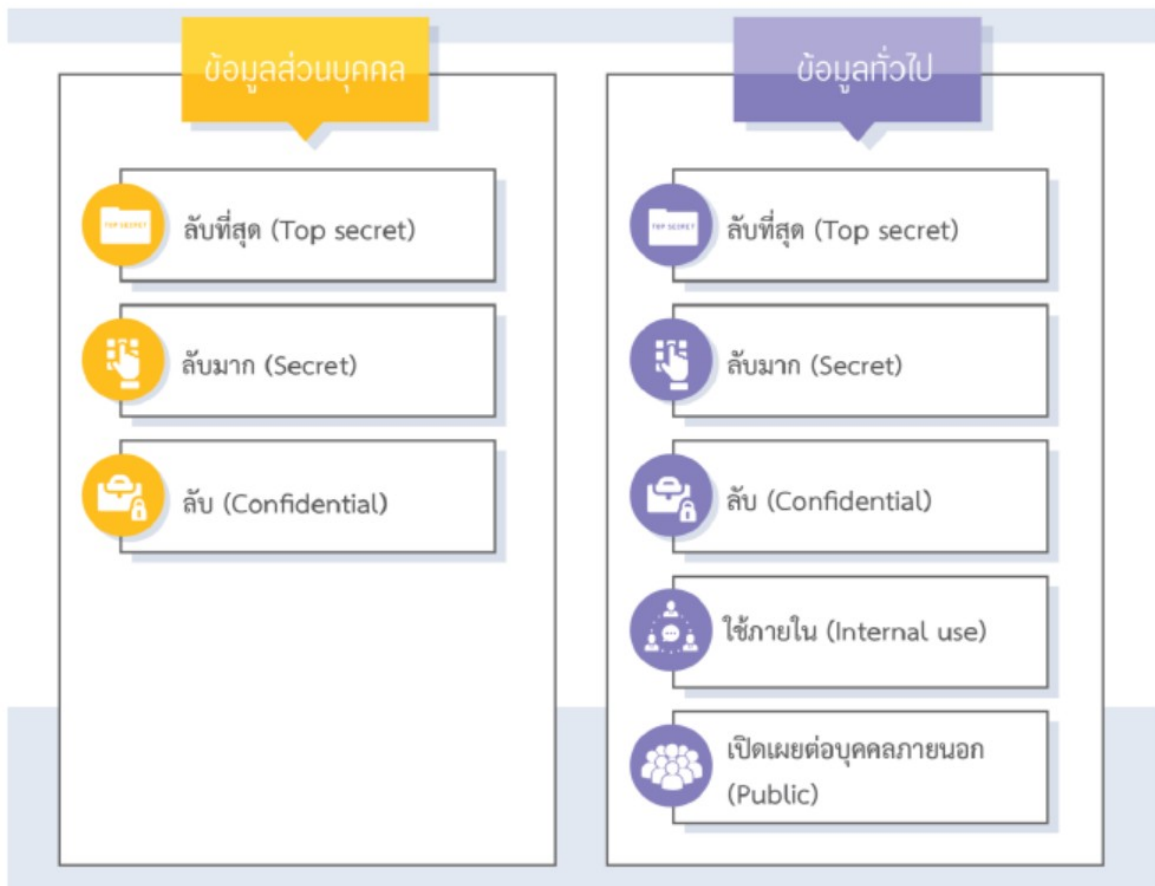 ข้อมูลส่วนบุคคล
TOP SECRET
ลับที่สุด (Top secret)
ลับมาก (Secret)
ลับ (Confidential)
ข้อมูลทั่วไป
TOP SECRET
ลับที่สุด (Top secret)
ลับมาก (Secret)
ลับ (Confidential)
ใช้ภายใน (Internal use)
เปิดเผยต่อบุคคลภายนอก
(Public)